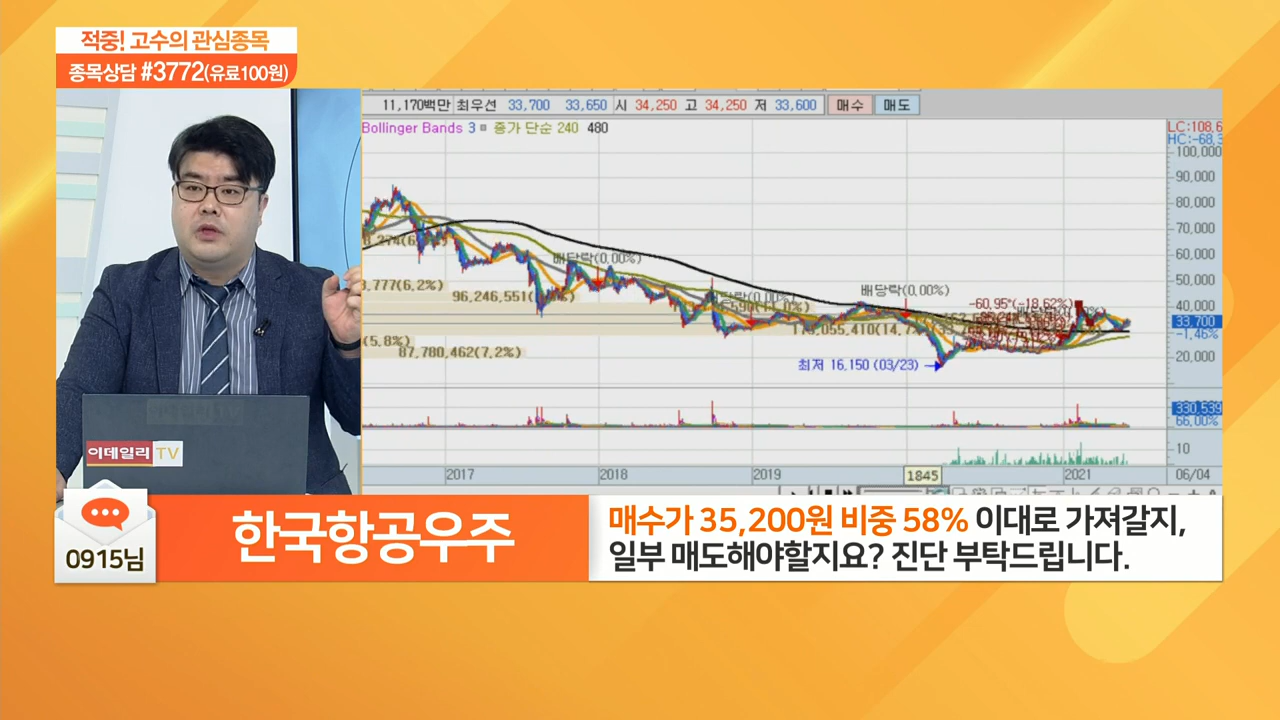 적중! 고수의 관심종목
종목상담 #3772(유료100원)
11,170백만 최우선 33,700 33,650 시 34,250 고 34,250 저 33,600 매수 매도
Bollinger Bands 3 종가 단순 240 480
LC:108,6
HC:-68,3
100,000
90,000
80,000
70,000
60,000
50,000
40,000
33,700
-1,46%
20,000
배당락(0,00%)
,777(6,2%)
96,246,551
배당락(0,00%)
-60,95*(-18,62%)
(5,8%)
87,780,462(7,2%)
최저 16,150 (03/23)
330,539
66,00%
10
2017 2018 2019 1845 2021 06/04
이데일리 TV
0915님
한국항공우주
매수가 35,200원 비중 58% 이대로 가져갈지,
일부 매도해야할지요? 진단 부탁드립니다.